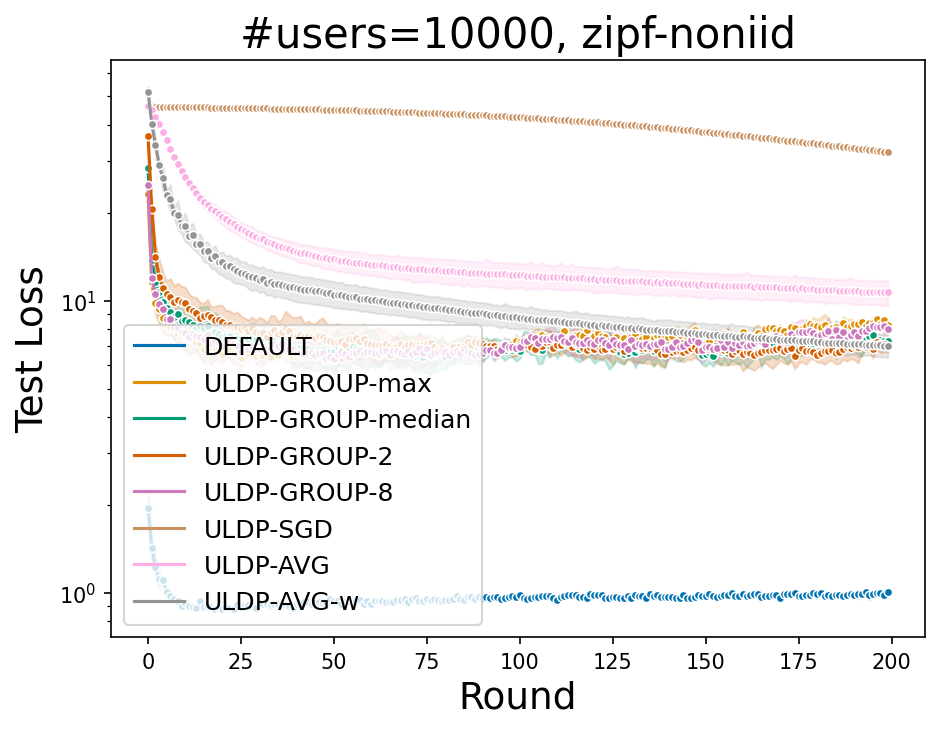 #users=10000, zipf-noniid
Test Loss
10^1
10^0
DEFAULT
ULDP-GROUP-max
ULDP-GROUP-median
ULDP-GROUP-2
ULDP-GROUP-8
ULDP-SGD
ULDP-AVG
ULDP-AVG-w
0 25 50 75 100 125 150 175 200
Round